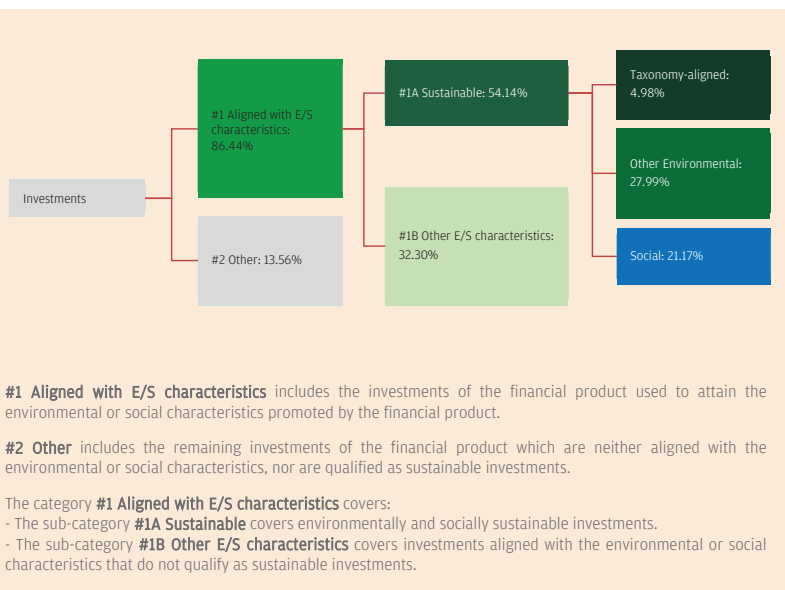 Investments
#1 Aligned with E/S
characteristics:
86.44%
#2 Other: 13.56%
#1A Sustainable: 54.14%
#1B Other E/S characteristics:
32.30%
Taxonomy-aligned:
4.98%
Other Environmental:
27.99%
Social: 21.17%
#1 Aligned with E/S characteristics includes the investments of the financial product used to attain the
environmental or social characteristics promoted by the financial product.
#2 Other includes the remaining investments of the financial product which are neither aligned with the
environmental or social characteristics, nor are qualified as sustainable investments.
The category #1 Aligned with E/S characteristics covers:
- The sub-category #1A Sustainable covers environmentally and socially sustainable investments.
- The sub-category #1B Other E/S characteristics covers investments aligned with the environmental or social
characteristics that do not qualify as sustainable investments.